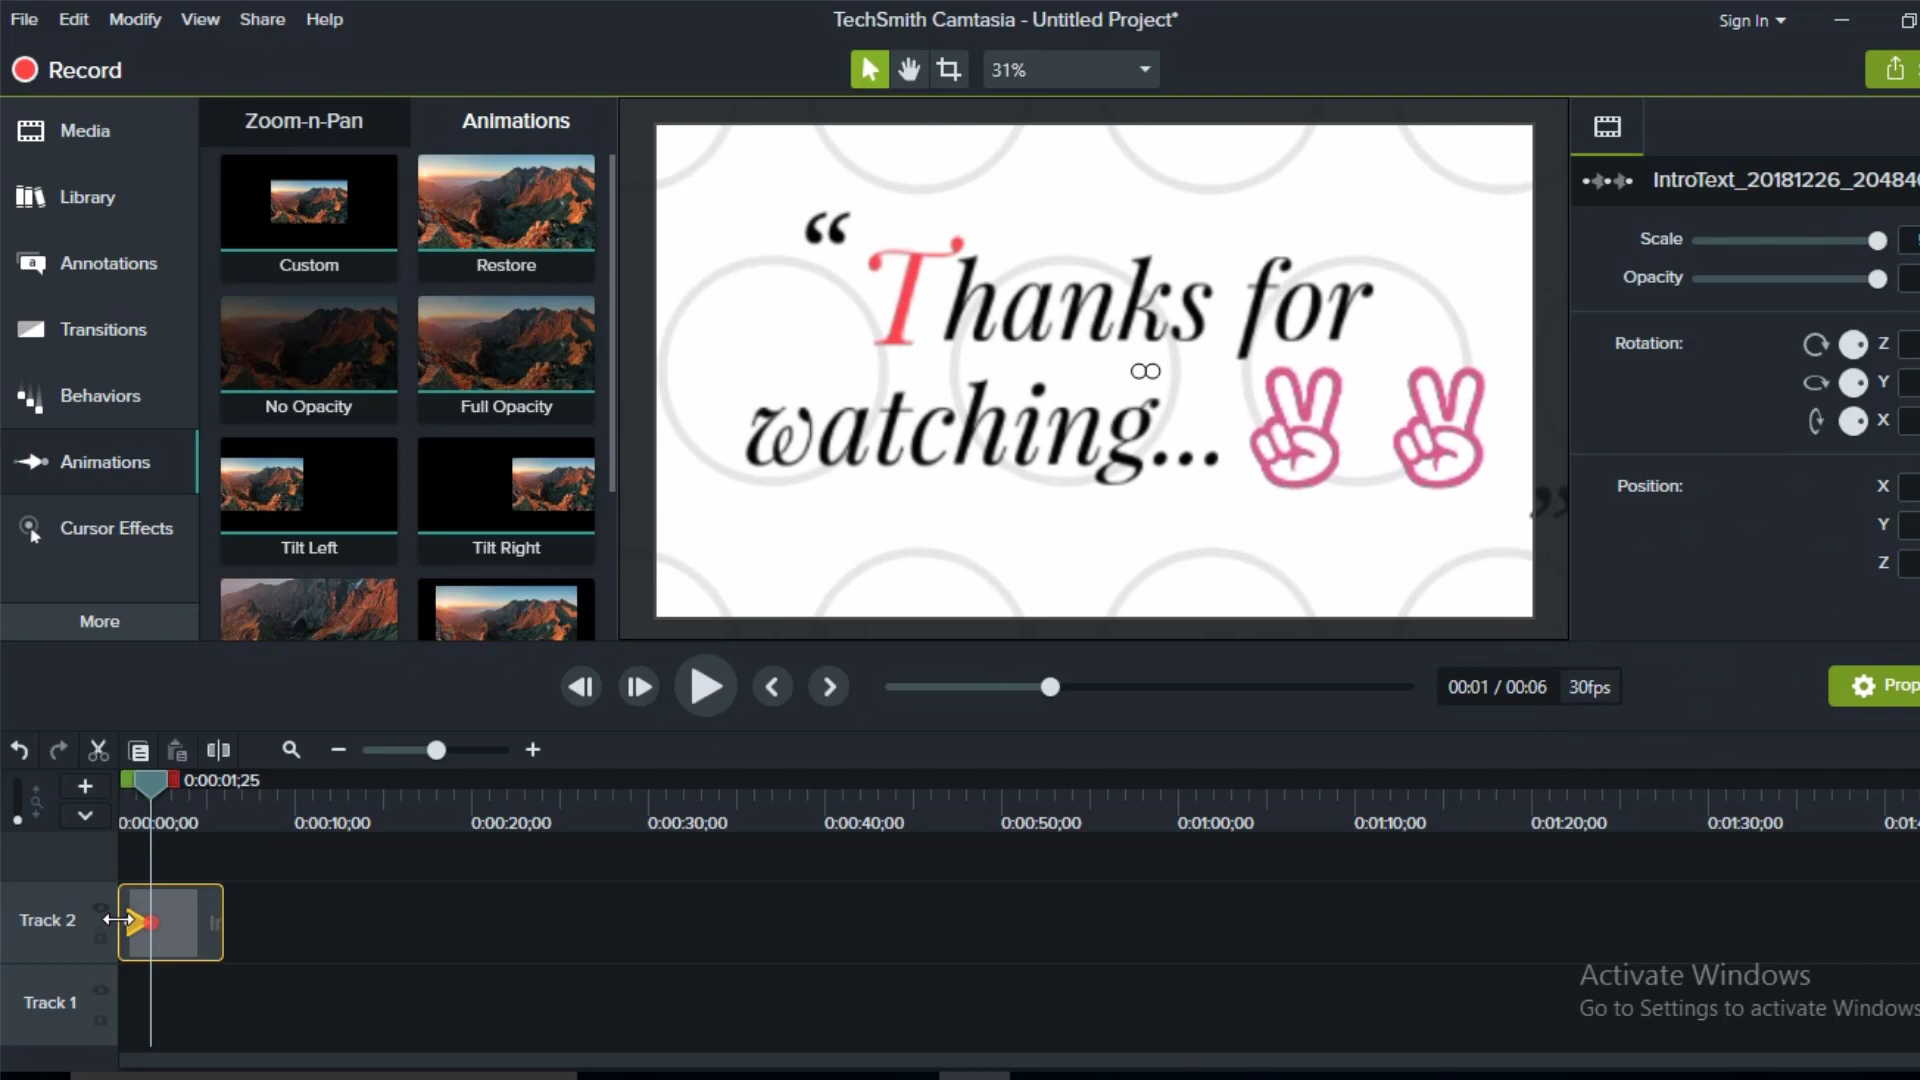 File Edit Modify View Share Help
TechSmith Camtasia - Untitled Project*
Sign In
Record
31%
Media
Library
Annotations
Transitions
Behaviors
Animations
Cursor Effects
More
Zoom-n-Pan
Animations
Custom
Restore
No Opacity
Full Opacity
Tilt Left
Tilt Right
“Thanks for
watching...
”
IntroText_20181226_20484
Scale
Opacity
Rotation:
Z
Y
X
Position:
X
Y
Z
00:01 / 00:06
30fps
Prop
0:00:01;25
0:00:00;00
0:00:10;00
0:00:20;00
0:00:30;00
0:00:40;00
0:00:50;00
0:01:00;00
0:01:10;00
0:01:20;00
0:01:30;00
0:01:4
Track 2
Track 1
Activate Windows
Go to Settings to activate Windows